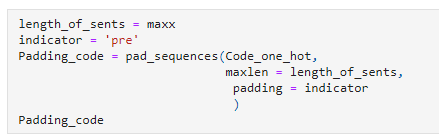 length_of_sents = maxx
indicator = 'pre'
Padding_code = pad_sequences(Code_one_hot,
maxlen = length_of_sents,
padding = indicator
)
Padding_code